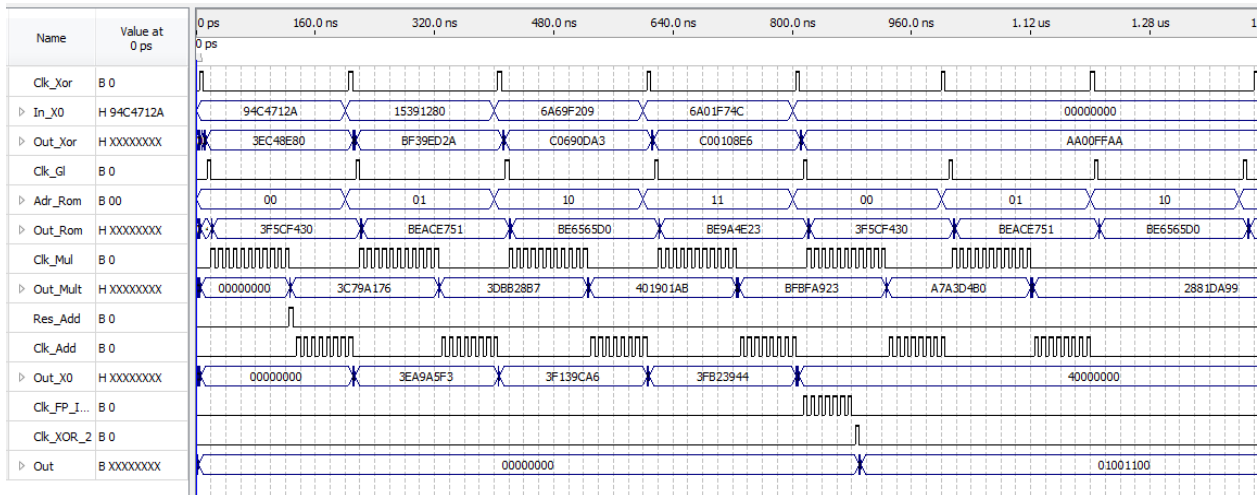 Name Value at 0 ps 0 ps 160.0 ns 320.0 ns 480.0 ns 640.0 ns 800.0 ns 960.0 ns 1.12 us 1.28 us 1
0 ps
Clk_Xor B 0
In_X0 H 94C4712A 94C4712A 15391280 6A69F209 6A01F74C 00000000
Out_Xor H XXXXXXXX 3EC48E80 BF39ED2A C0690DA3 C00108E6 AA00FFAA
Clk_Gl B 0
Adr_Rom B 00 00 01 10 11 00 01 10
Out_Rom H XXXXXXXX 3F5CF430 BEACE751 BE6565D0 BE9A4E23 3F5CF430 BEACE751 BE6565D0
Clk_Mul B 0
Out_Mult H XXXXXXXX 00000000 3C79A176 3DBB28B7 401901AB BFBFA923 A7A3D4B0 2881DA99
Res_Add B 0
Clk_Add B 0
Out_X0 H XXXXXXXX 00000000 3EA9A5F3 3F139CA6 3FB23944 40000000
Clk_FP_I... B 0
Clk_XOR_2 B 0
Out B XXXXXXXX 00000000 01001100